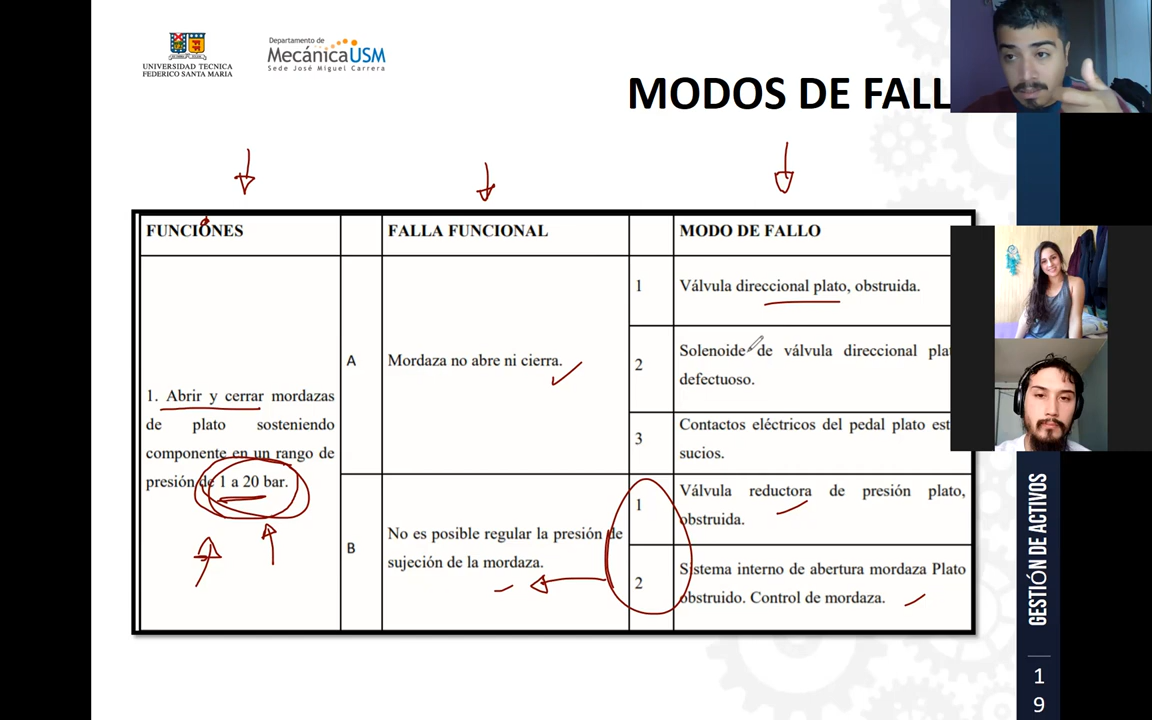 UNIVERSIDAD TECNICA
FEDERICO SANTA MARIA
Departamento de
MecánicaUSM
Sede José Miguel Carrera
MODOS DE FALL
FUNCIÓNES
FALLA FUNCIONAL
MODO DE FALLO
1. Abrir y cerrar mordazas
de plato sosteniendo
componente en un rango de
presión de 1 a 20 bar.
A
Mordaza no abre ni cierra.
1
Válvula direccional plato, obstruida.
2
Solenoide de válvula direccional
defectuoso.
3
Contactos eléctricos del pedal plato
sucios.
B
No es posible regular la presión de
sujeción de la mordaza.
1
Válvula reductora de presión plato,
obstruida.
2
Sistema interno de abertura mordaza Plato
obstruido. Control de mordaza.
GESTIÓN DE ACTIVOS
1
9